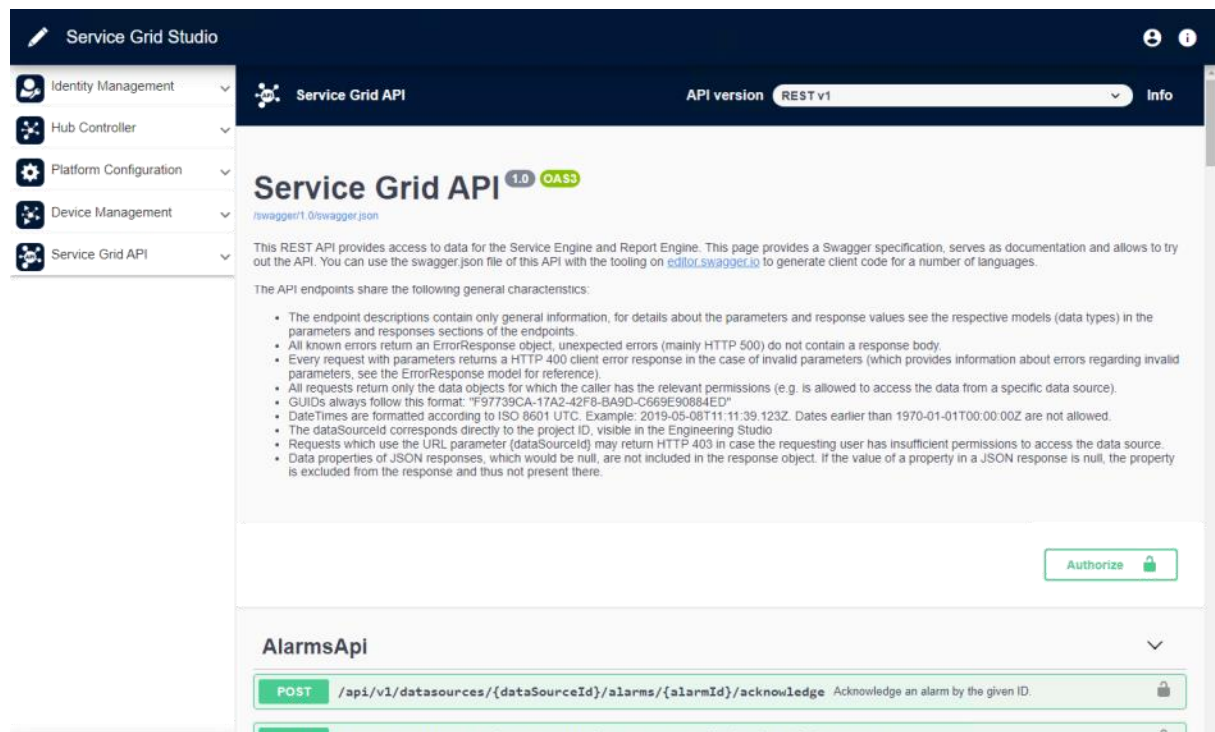 Service Grid Studio
Identity Management
Hub Controller
Platform Configuration
Device Management
Service Grid API
Service Grid API
API version REST v1 Info
Service Grid API 1.0 OAS3
/swagger/1.0/swagger.json
This REST API provides access to data for the Service Engine and Report Engine. This page provides a Swagger specification, serves as documentation and allows to try
out the API. You can use the swagger.json file of this API with the tooling on editor.swagger.io to generate client code for a number of languages.
The API endpoints share the following general characteristics:
• The endpoint descriptions contain only general information, for details about the parameters and response values see the respective models (data types) in the
parameters and responses sections of the endpoints.
• All known errors return an ErrorResponse object, unexpected errors (mainly HTTP 500) do not contain a response body.
• Every request with parameters returns a HTTP 400 client error response in the case of invalid parameters (which provides information about errors regarding invalid
parameters, see the ErrorResponse model for reference).
• All requests return only the data objects for which the caller has the relevant permissions (e.g. is allowed to access the data from a specific data source).
• GUIDs always follow this format: "F97739CA-17A2-42F8-BA9D-C669E90884ED"
• DateTimes are formatted according to ISO 8601 UTC. Example: 2019-05-08T11:11:39.123Z. Dates earlier than 1970-01-01T00:00:00Z are not allowed.
• The dataSourceId corresponds directly to the project ID, visible in the Engineering Studio
• Requests which use the URL parameter {dataSourceId} may return HTTP 403 in case the requesting user has insufficient permissions to access the data source.
• Data properties of JSON responses, which would be null, are not included in the response object. If the value of a property in a JSON response is null, the property
is excluded from the response and thus not present there.
Authorize
AlarmsApi
POST /api/v1/datasources/{dataSourceId}/alarms/{alarmId}/acknowledge Acknowledge an alarm by the given ID.